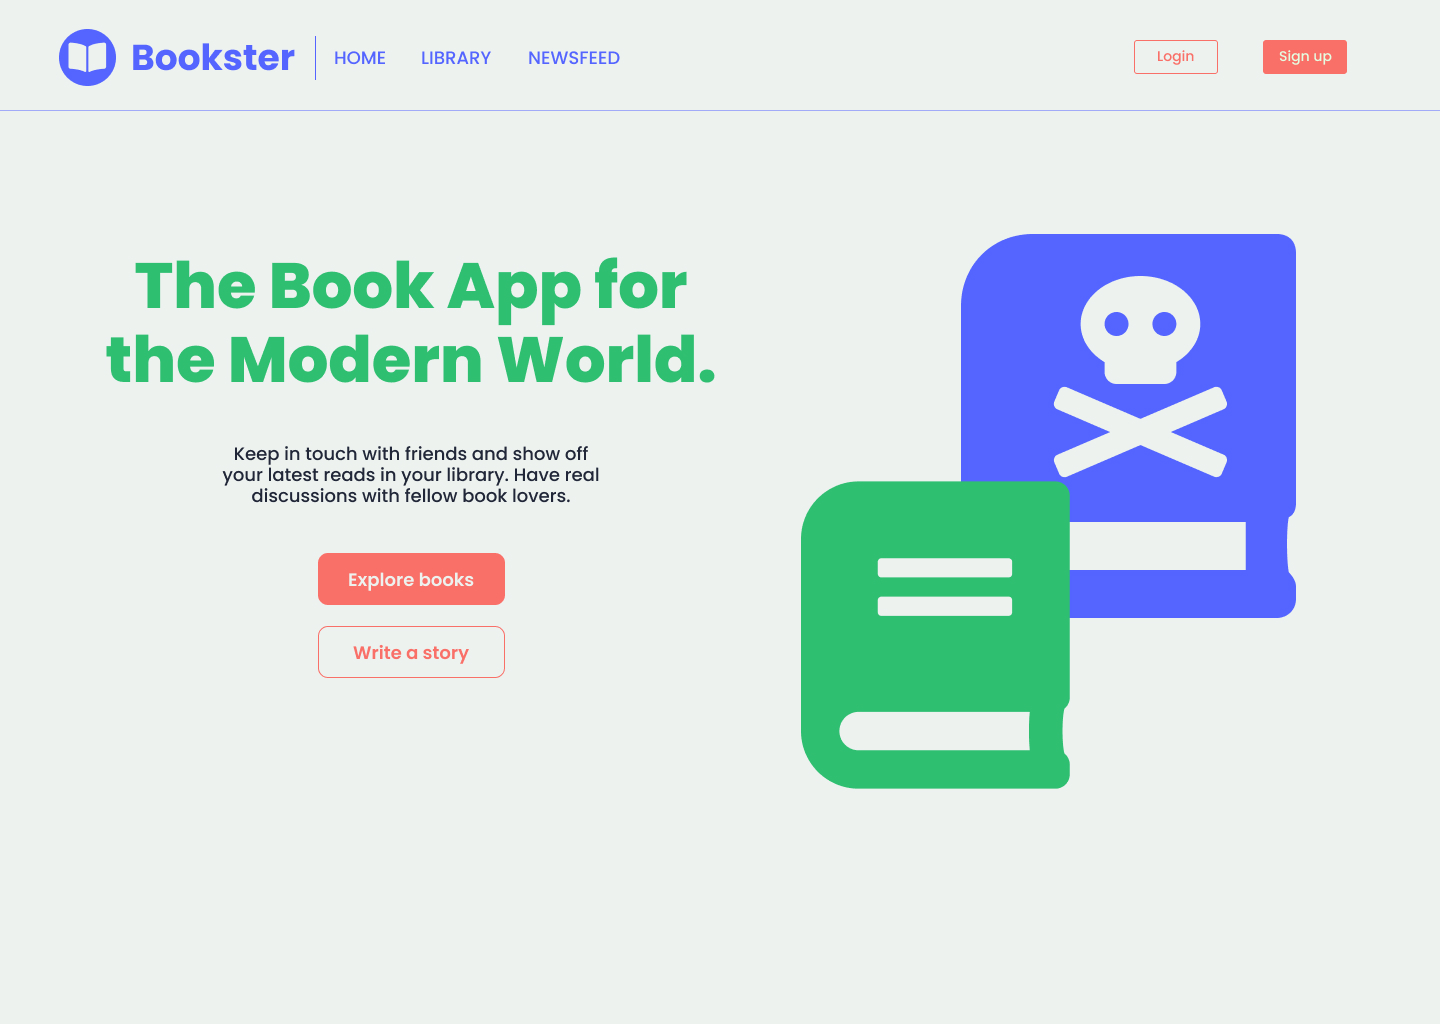 Bookster
HOME
LIBRARY
NEWSFEED
Login
Sign up
The Book App for
the Modern World.
Keep in touch with friends and show off
your latest reads in your library. Have real
discussions with fellow book lovers.
Explore books
Write a story